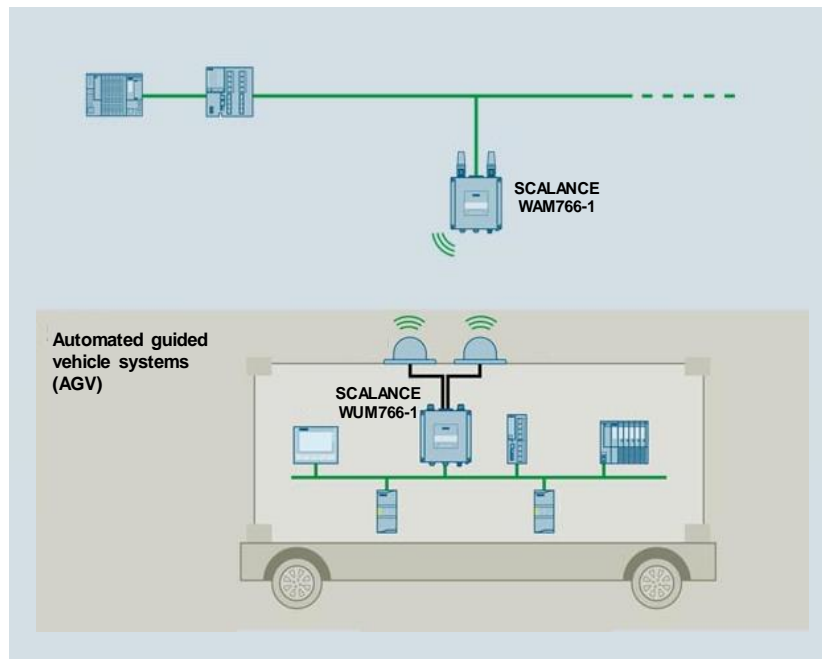 SCALANCE
WAM766-1
Automated guided
vehicle systems
(AGV)
SCALANCE
WUM766-1